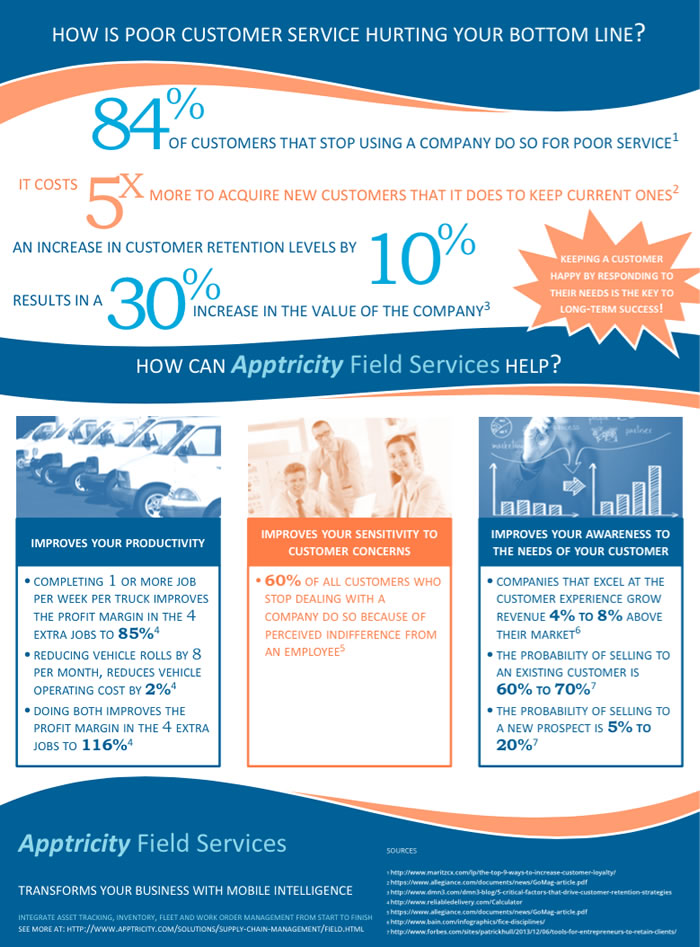 HOW IS POOR CUSTOMER SERVICE HURTING YOUR BOTTOM LINE?
84% OF CUSTOMERS THAT STOP USING A COMPANY DO SO FOR POOR SERVICE¹
IT COSTS 5X MORE TO ACQUIRE NEW CUSTOMERS THAT IT DOES TO KEEP CURRENT ONES²
AN INCREASE IN CUSTOMER RETENTION LEVELS BY 10%
RESULTS IN A 30% INCREASE IN THE VALUE OF THE COMPANY³
KEEPING A CUSTOMER
HAPPY BY RESPONDING TO
THEIR NEEDS IS THE KEY TO
LONG-TERM SUCCESS!
HOW CAN Apptricity Field Services HELP?
IMPROVES YOUR PRODUCTIVITY
• COMPLETING 1 OR MORE JOB
PER WEEK PER TRUCK IMPROVES
THE PROFIT MARGIN IN THE 4
EXTRA JOBS TO 85%⁴
• REDUCING VEHICLE ROLLS BY 8
PER MONTH, REDUCES VEHICLE
OPERATING COST BY 2%⁴
• DOING BOTH IMPROVES THE
PROFIT MARGIN IN THE 4 EXTRA
JOBS TO 116%⁴
IMPROVES YOUR SENSITIVITY TO
CUSTOMER CONCERNS
• 60% OF ALL CUSTOMERS WHO
STOP DEALING WITH A
COMPANY DO SO BECAUSE OF
PERCEIVED INDIFFERENCE FROM
AN EMPLOYEE⁵
marketing
process
partner
IMPROVES YOUR AWARENESS TO
THE NEEDS OF YOUR CUSTOMER
• COMPANIES THAT EXCEL AT THE
CUSTOMER EXPERIENCE GROW
REVENUE 4% TO 8% ABOVE
THEIR MARKET⁶
• THE PROBABILITY OF SELLING TO
AN EXISTING CUSTOMER IS
60% TO 70%⁷
• THE PROBABILITY OF SELLING TO
A NEW PROSPECT IS 5% TO
20%⁷
Apptricity Field Services
TRANSFORMS YOUR BUSINESS WITH MOBILE INTELLIGENCE
INTEGRATE ASSET TRACKING, INVENTORY, FLEET AND WORK ORDER MANAGEMENT FROM START TO FINISH
SEE MORE AT: HTTP://WWW.APPTRICITY.COM/SOLUTIONS/SUPPLY-CHAIN-MANAGEMENT/FIELD.HTML
SOURCES
1 http://www.maritzcx.com/lp/the-top-9-ways-to-increase-customer-loyalty/
2 https://www.allegiance.com/documents/news/GoMag-article.pdf
3 http://www.dmn3.com/dmn3-blog/5-critical-factors-that-drive-customer-retention-strategies
4 http://www.reliabledelivery.com/Calculator
5 https://www.allegiance.com/documents/news/GoMag-article.pdf
6 http://www.bain.com/infographics/five-disciplines/
7 http://www.forbes.com/sites/patrickhull/2013/12/06/tools-for-entrepreneurs-to-retain-clients/